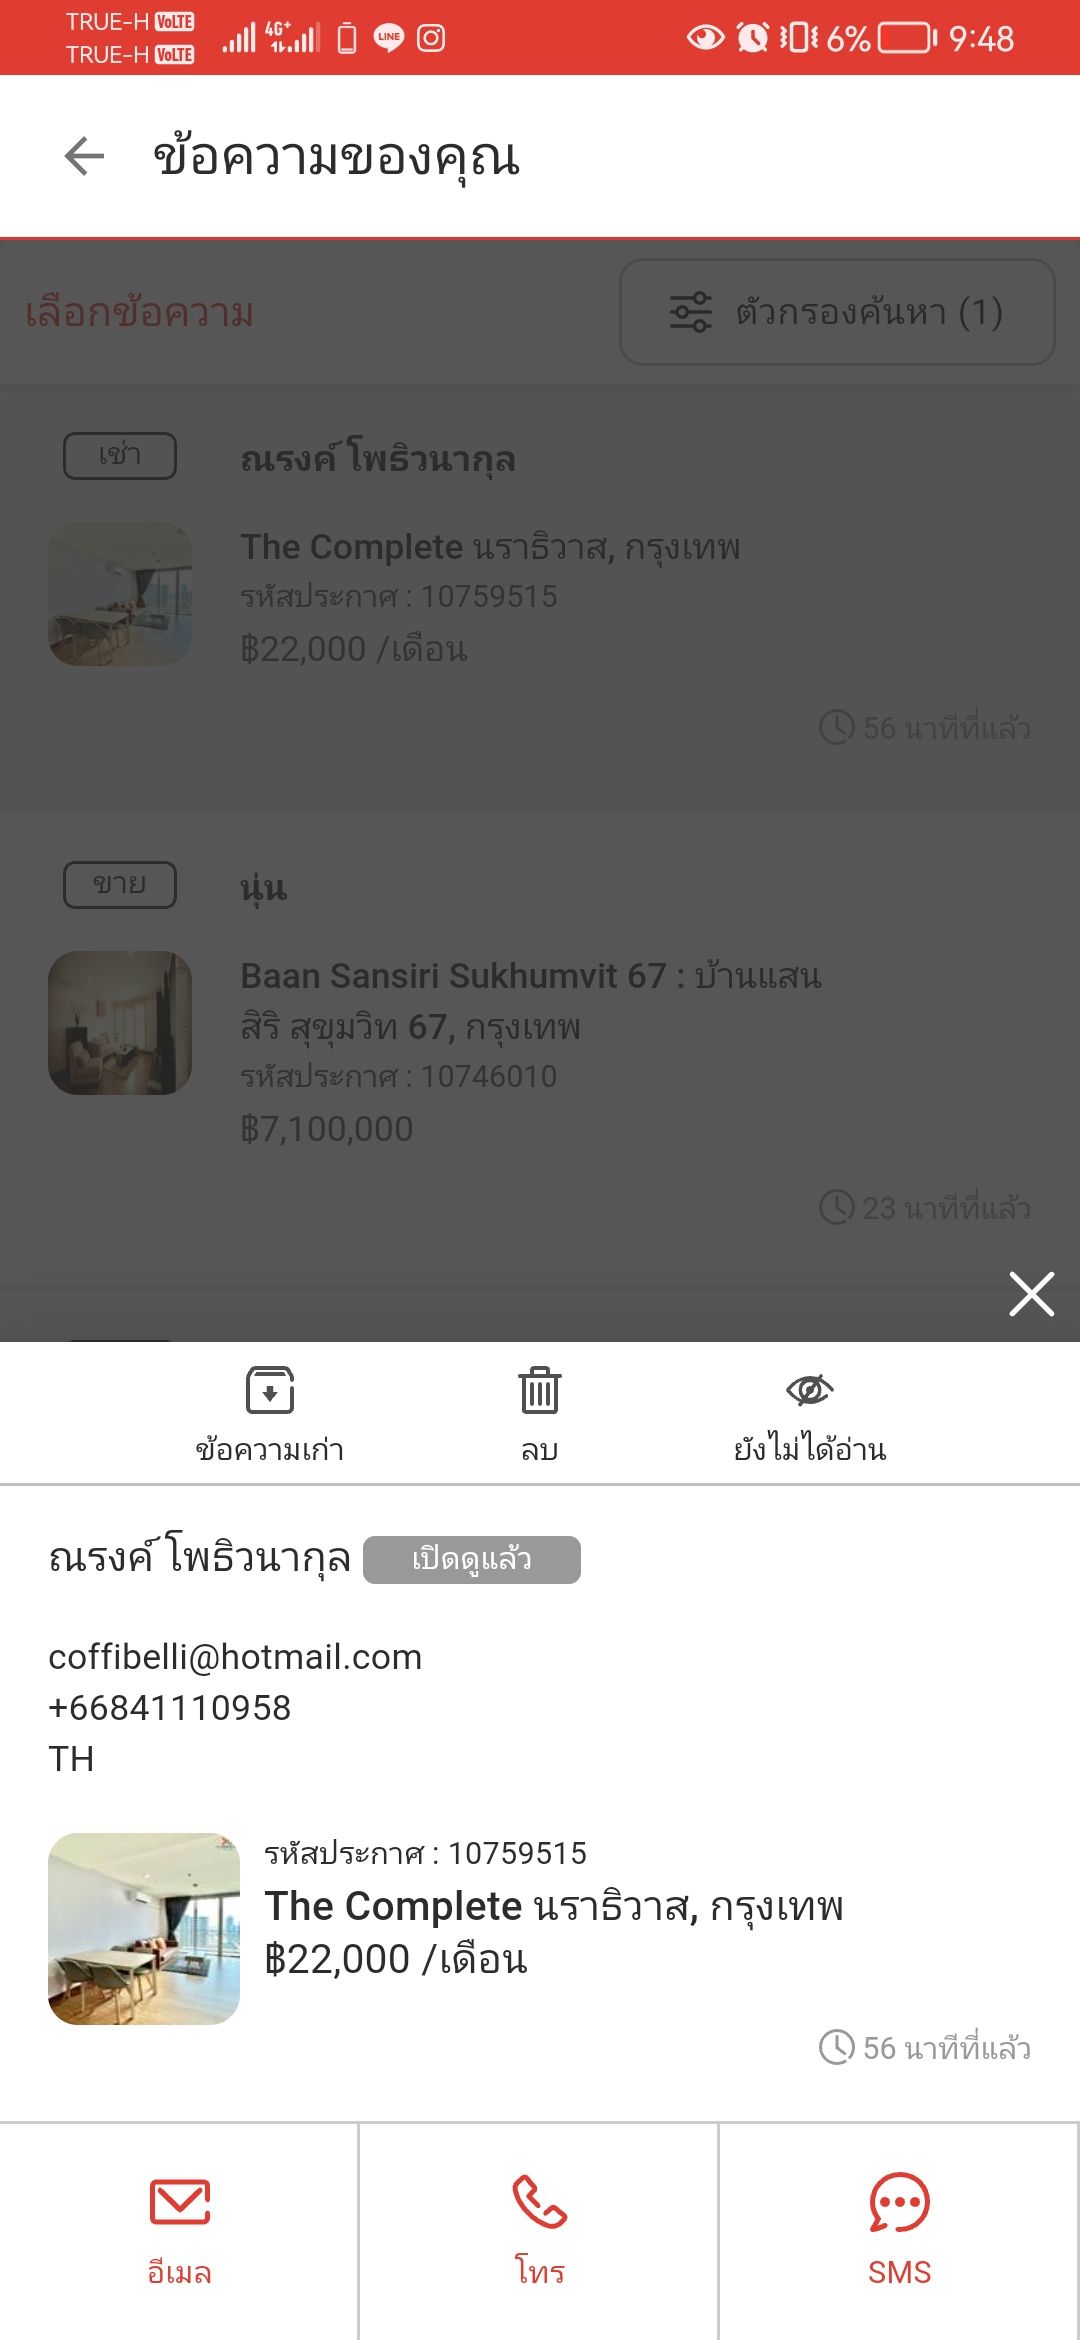 TRUE-H VoLTE
TRUE-H VoLTE
4G+
LINE
6%
9:48
ข้อความของคุณ
เลือกข้อความ
ตัวกรองค้นหา (1)
เช่า
ณรงค์ โพธิวนากุล
The Complete นราธิวาส, กรุงเทพ
รหัสประกาศ : 10759515
฿22,000 /เดือน
56 นาทีที่แล้ว
ขาย
นุ่น
Baan Sansiri Sukhumvit 67 : บ้านแสน
สิริ สุขุมวิท 67, กรุงเทพ
รหัสประกาศ : 10746010
฿7,100,000
23 นาทีที่แล้ว
ข้อความเก่า
ลบ
ยังไม่ได้อ่าน
ณรงค์ โพธิวนากุล
เปิดดูแล้ว
coffibelli@hotmail.com
+66841110958
TH
รหัสประกาศ : 10759515
The Complete นราธิวาส, กรุงเทพ
฿22,000 /เดือน
56 นาทีที่แล้ว
อีเมล
โทร
SMS